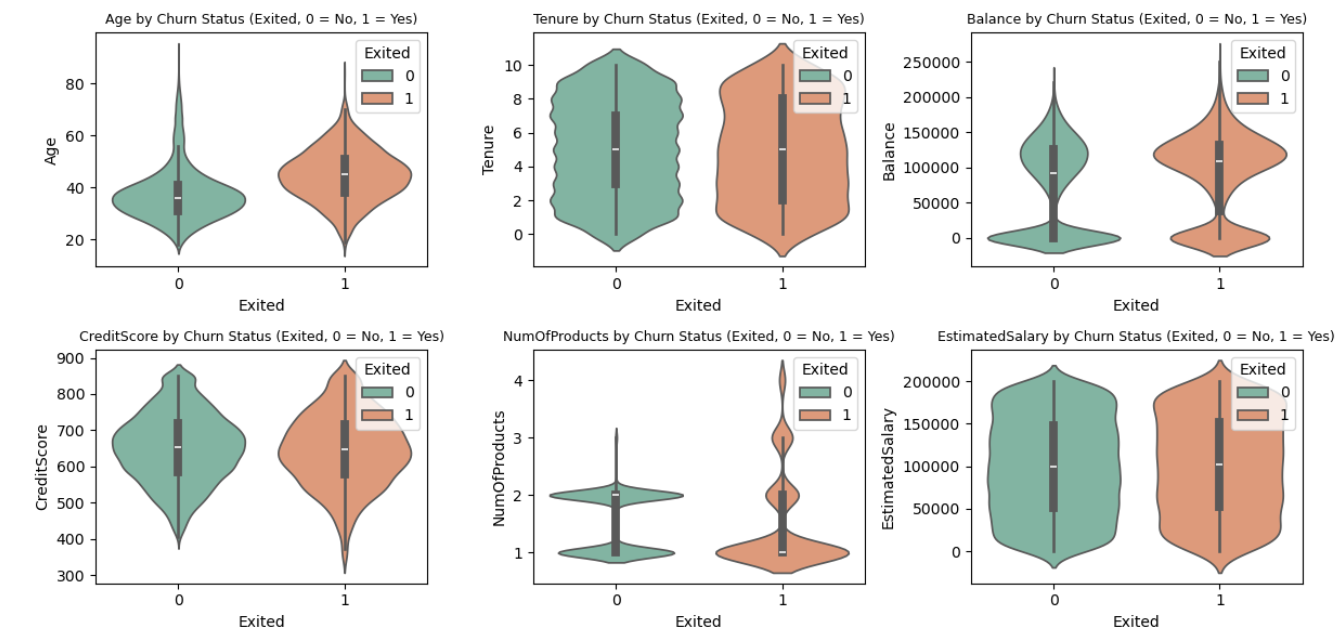 Age by Churn Status (Exited, 0 = No, 1 = Yes)
Age
80
60
40
20
0
1
Exited
Exited
0
1
Tenure by Churn Status (Exited, 0 = No, 1 = Yes)
Tenure
10
8
6
4
2
0
0
1
Exited
Exited
0
1
Balance by Churn Status (Exited, 0 = No, 1 = Yes)
Balance
250000
200000
150000
100000
50000
0
0
1
Exited
Exited
0
1
CreditScore by Churn Status (Exited, 0 = No, 1 = Yes)
CreditScore
900
800
700
600
500
400
300
0
1
Exited
Exited
0
1
NumOfProducts by Churn Status (Exited, 0 = No, 1 = Yes)
NumOfProducts
4
3
2
1
0
1
Exited
Exited
0
1
EstimatedSalary by Churn Status (Exited, 0 = No, 1 = Yes)
EstimatedSalary
200000
150000
100000
50000
0
0
1
Exited
Exited
0
1